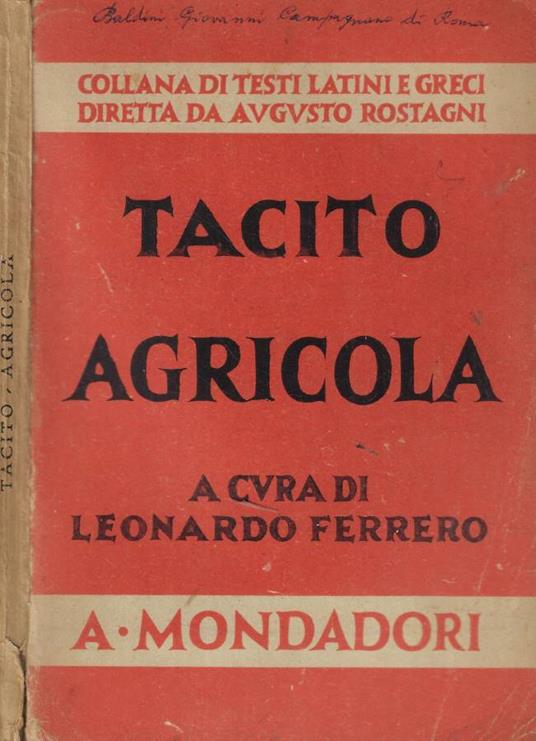 Baldini Giovanni Campagnano di Roma
COLLANA DI TESTI LATINI E GRECI
DIRETTA DA AVGVSTO ROSTAGNI
TACITO
AGRICOLA
A CVRA DI
LEONARDO FERRERO
A · MONDADORI
TACITO / AGRICOLA